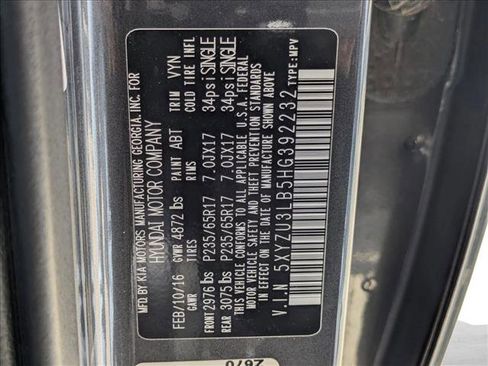 MFD.BY KIA MOTORS MANUFACTURING GEORGIA, INC. FOR
HYUNDAI MOTOR COMPANY
FEB/10/16 GVWR 4872 lbs PAINT ABT TRIM VYN
GAWR TIRES RIMS COLD TIRE INFL
FRONT 2976 lbs P235/65R17 7.0JX17 34psi SINGLE
REAR 3075 lbs P235/65R17 7.0JX17 34psi SINGLE
THIS VEHICLE CONFORMS TO ALL APPLICABLE U.S.A. FEDERAL
MOTOR VEHICLE SAFETY AND THEFT PREVENTION STANDARDS
IN EFFECT ON THE DATE OF MANUFACTURE SHOWN ABOVE
V.I.N 5XYZU3LB5HG392232 TYPE:MPV